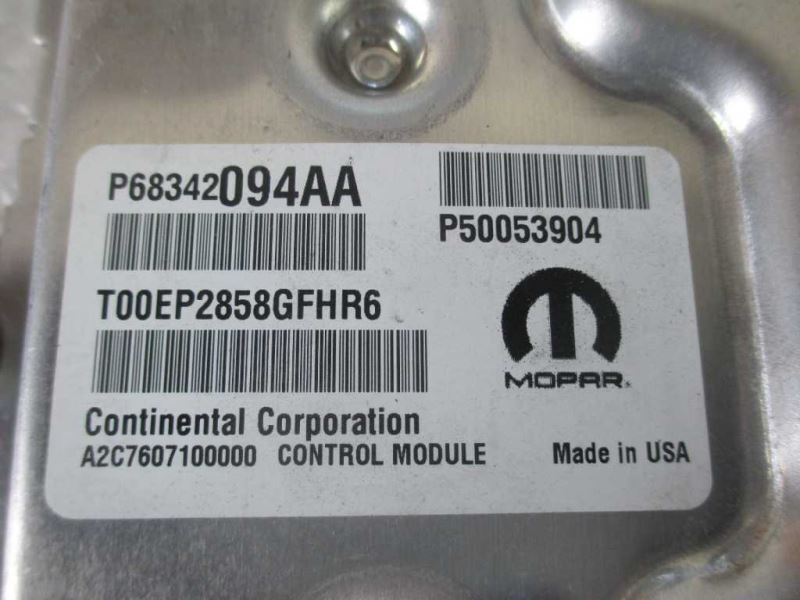 P68342094AA
P50053904
T00EP2858GFHR6
MOPAR
Continental Corporation
A2C7607100000 CONTROL MODULE Made in USA